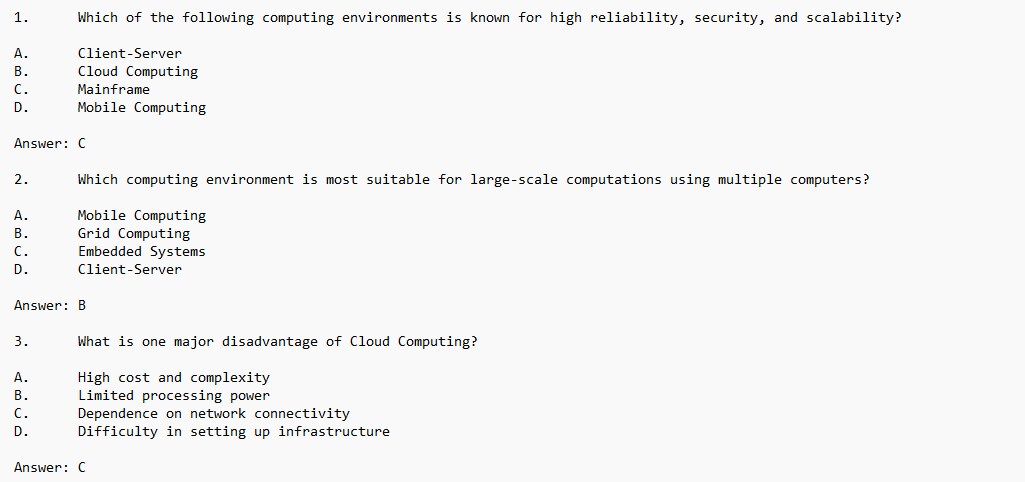 1. Which of the following computing environments is known for high reliability, security, and scalability?
A. Client-Server
B. Cloud Computing
C. Mainframe
D. Mobile Computing
Answer: C
2. Which computing environment is most suitable for large-scale computations using multiple computers?
A. Mobile Computing
B. Grid Computing
C. Embedded Systems
D. Client-Server
Answer: B
3. What is one major disadvantage of Cloud Computing?
A. High cost and complexity
B. Limited processing power
C. Dependence on network connectivity
D. Difficulty in setting up infrastructure
Answer: C